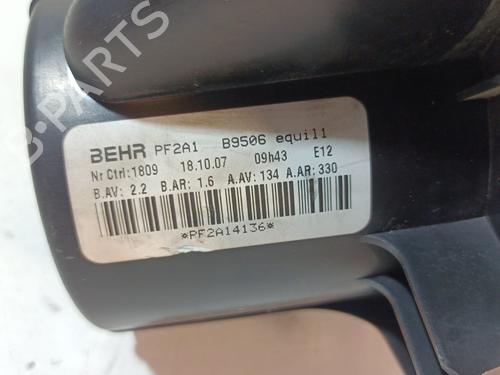 B-PARTS
BEHR PF2A1 B9506 equil1
Nr Ctrl:1809 18.10.07 09h43 E12
B.AV: 2.2 B.AR: 1.6 A.AV: 134 A.AR: 330
*PF2A14136*